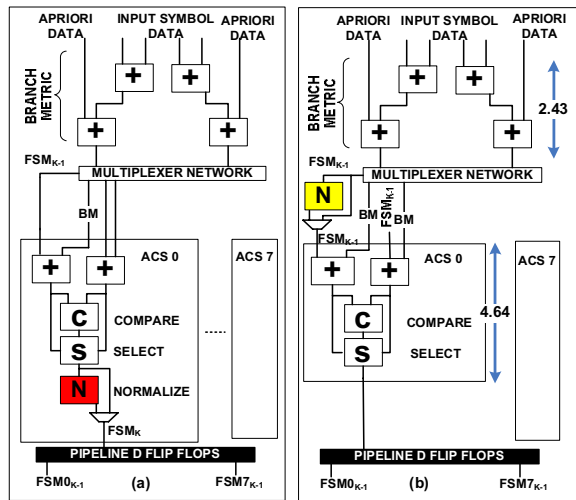 APRIORI DATA
INPUT SYMBOL DATA
APRIORI DATA
+
+
BRANCH METRIC
+
+
FSMK-1
MULTIPLEXER NETWORK
BM
ACS 0
ACS 7
+
+
C
COMPARE
S
SELECT
N
NORMALIZE
FSMK
PIPELINE D FLIP FLOPS
FSM0K-1
(a)
FSM7K-1
APRIORI DATA
INPUT SYMBOL DATA
APRIORI DATA
+
+
2.43
BRANCH METRIC
+
+
FSMK-1
MULTIPLEXER NETWORK
N
BM
FSMK-1
BM
FSMK-1
ACS 0
ACS 7
+
+
4.64
C
COMPARE
S
SELECT
PIPELINE D FLIP FLOPS
FSM0K-1
(b)
FSM7K-1